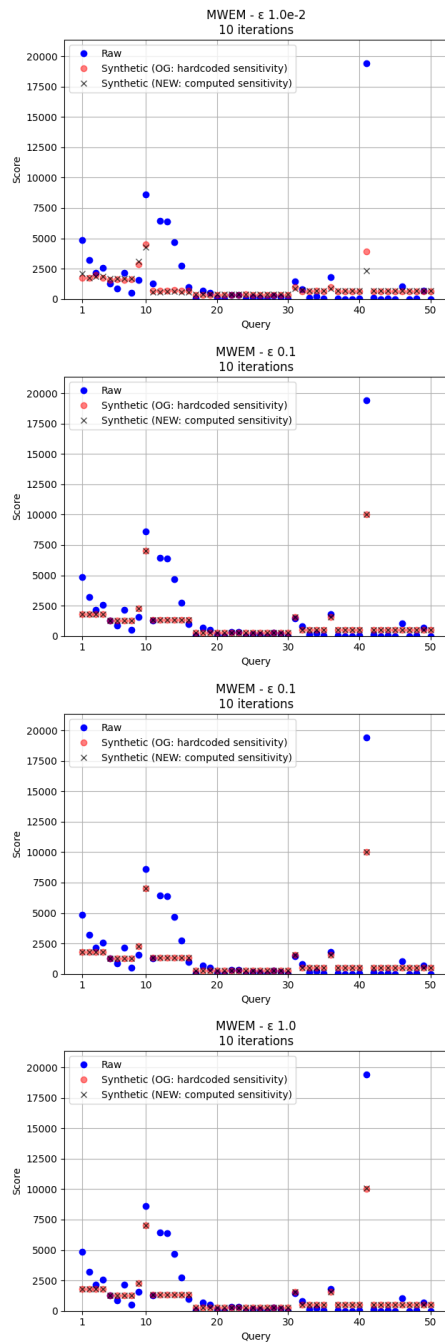 MWEM - ε 1.0e-2
10 iterations
20000
17500
15000
12500
10000
7500
5000
2500
0
Score
Raw
Synthetic (OG: hardcoded sensitivity)
Synthetic (NEW: computed sensitivity)
1 10 20 30 40 50
Query
MWEM - ε 0.1
10 iterations
20000
17500
15000
12500
10000
7500
5000
2500
0
Score
Raw
Synthetic (OG: hardcoded sensitivity)
Synthetic (NEW: computed sensitivity)
1 10 20 30 40 50
Query
MWEM - ε 0.1
10 iterations
20000
17500
15000
12500
10000
7500
5000
2500
0
Score
Raw
Synthetic (OG: hardcoded sensitivity)
Synthetic (NEW: computed sensitivity)
1 10 20 30 40 50
Query
MWEM - ε 1.0
10 iterations
20000
17500
15000
12500
10000
7500
5000
2500
0
Score
Raw
Synthetic (OG: hardcoded sensitivity)
Synthetic (NEW: computed sensitivity)
1 10 20 30 40 50
Query